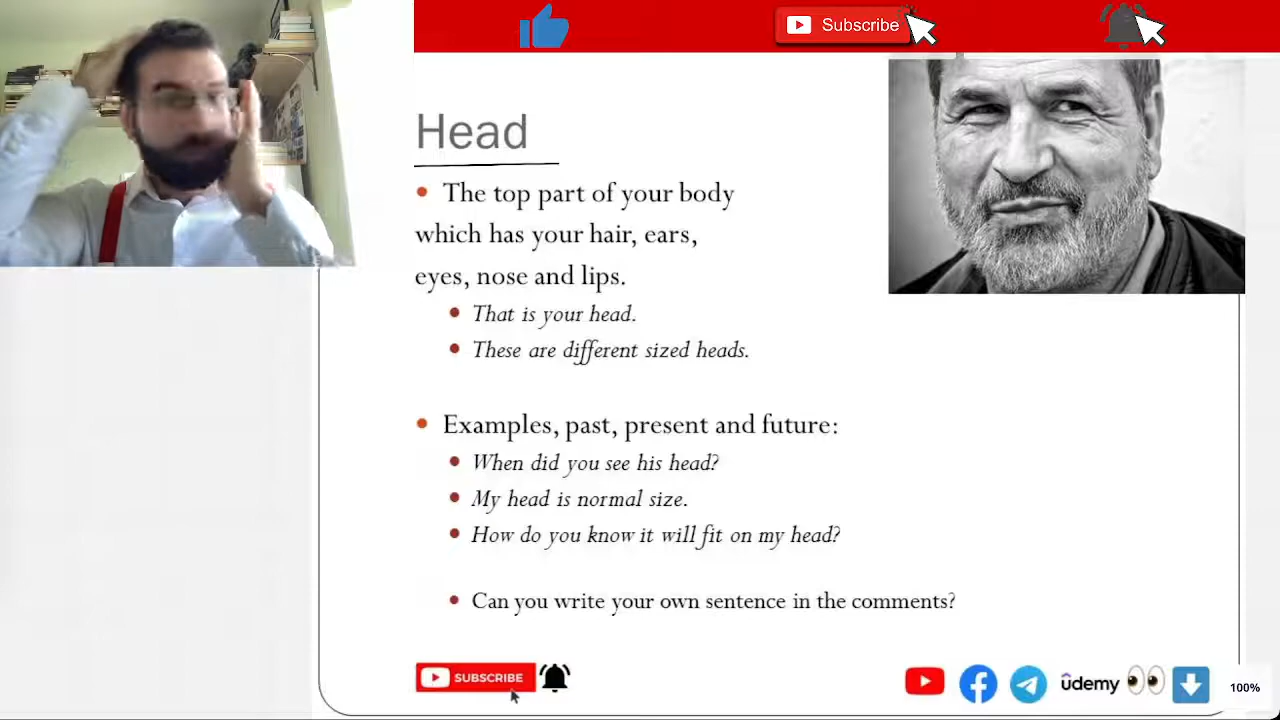 Subscribe
Head
The top part of your body
which has your hair, ears,
eyes, nose and lips.
That is your head.
These are different sized heads.
Examples, past, present and future:
When did you see his head?
My head is normal size.
How do you know it will fit on my head?
Can you write your own sentence in the comments?
SUBSCRIBE
ûdemy
100%